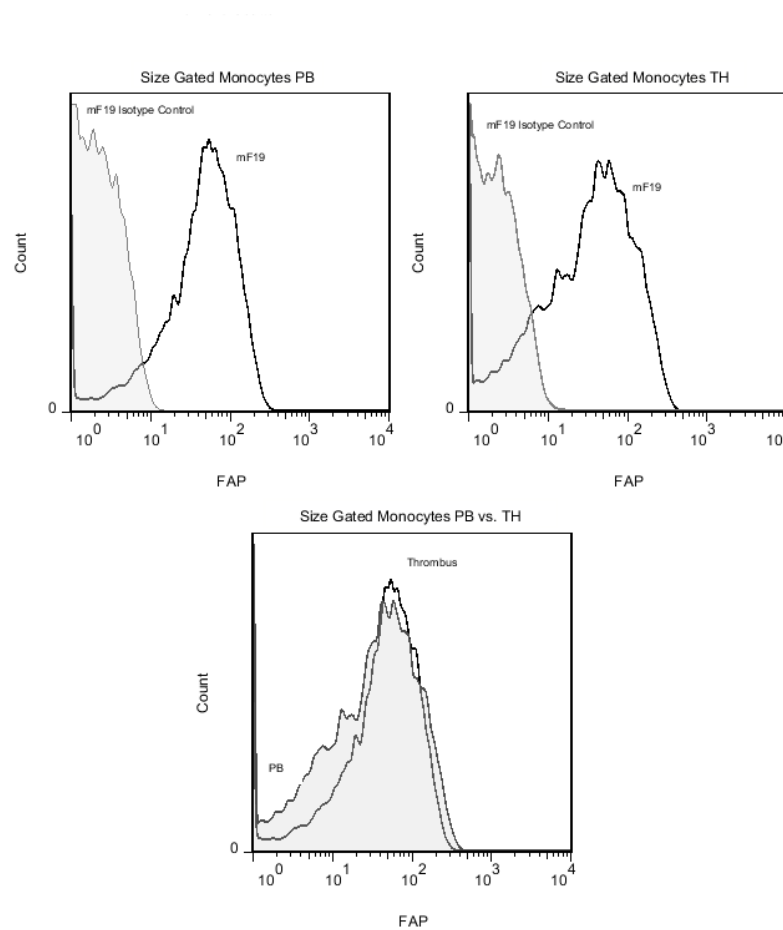 Size Gated Monocytes PB
mF19 Isotype Control
mF19
Count
0
10^0 10^1 10^2 10^3 10^4
FAP
Size Gated Monocytes TH
mF19 Isotype Control
mF19
Count
0
10^0 10^1 10^2 10^3 10
FAP
Size Gated Monocytes PB vs. TH
Thrombus
PB
Count
0
10^0 10^1 10^2 10^3 10^4
FAP